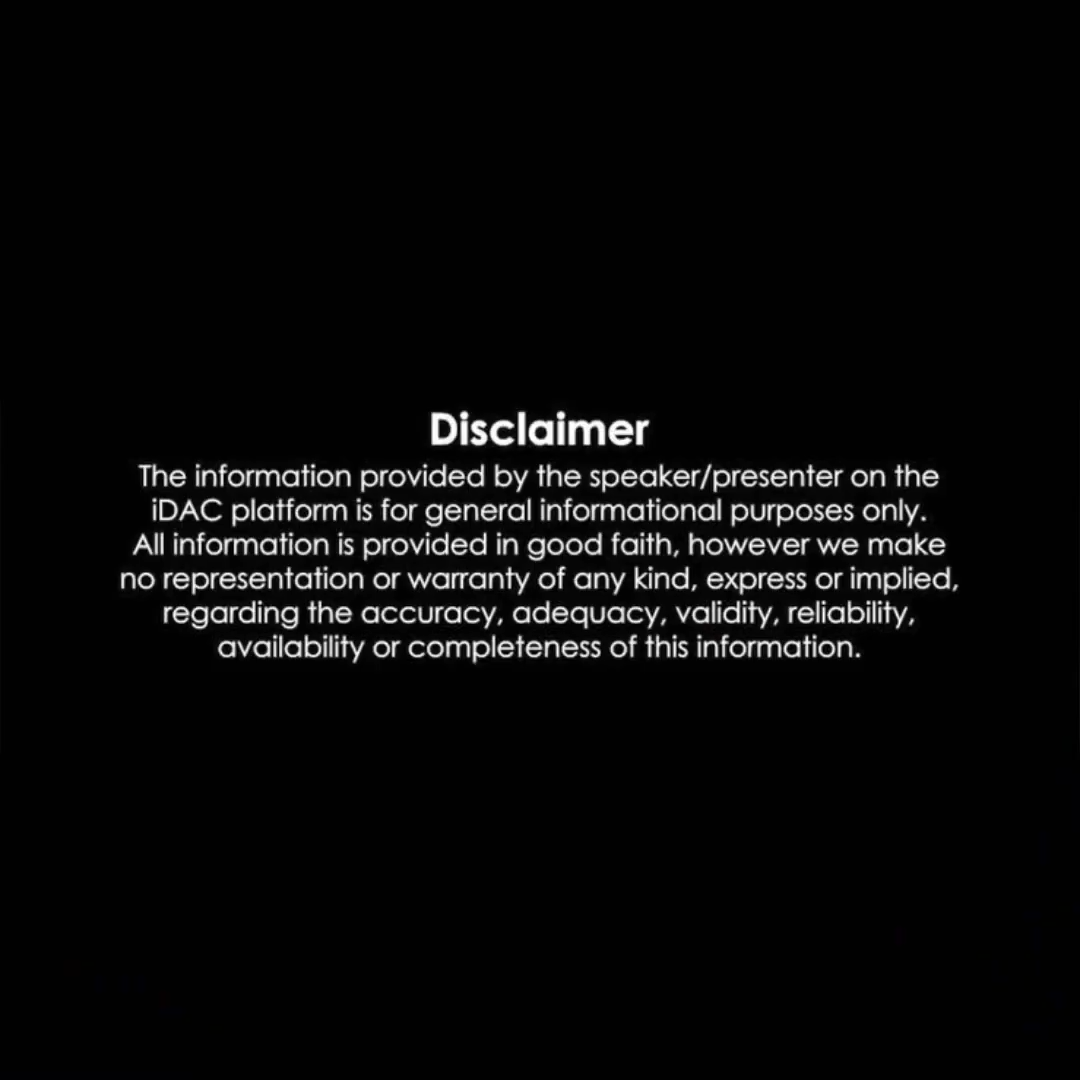 Disclaimer
The information provided by the speaker/presenter on the
iDAC platform is for general informational purposes only.
All information is provided in good faith, however we make
no representation or warranty of any kind, express or implied,
regarding the accuracy, adequacy, validity, reliability,
availability or completeness of this information.